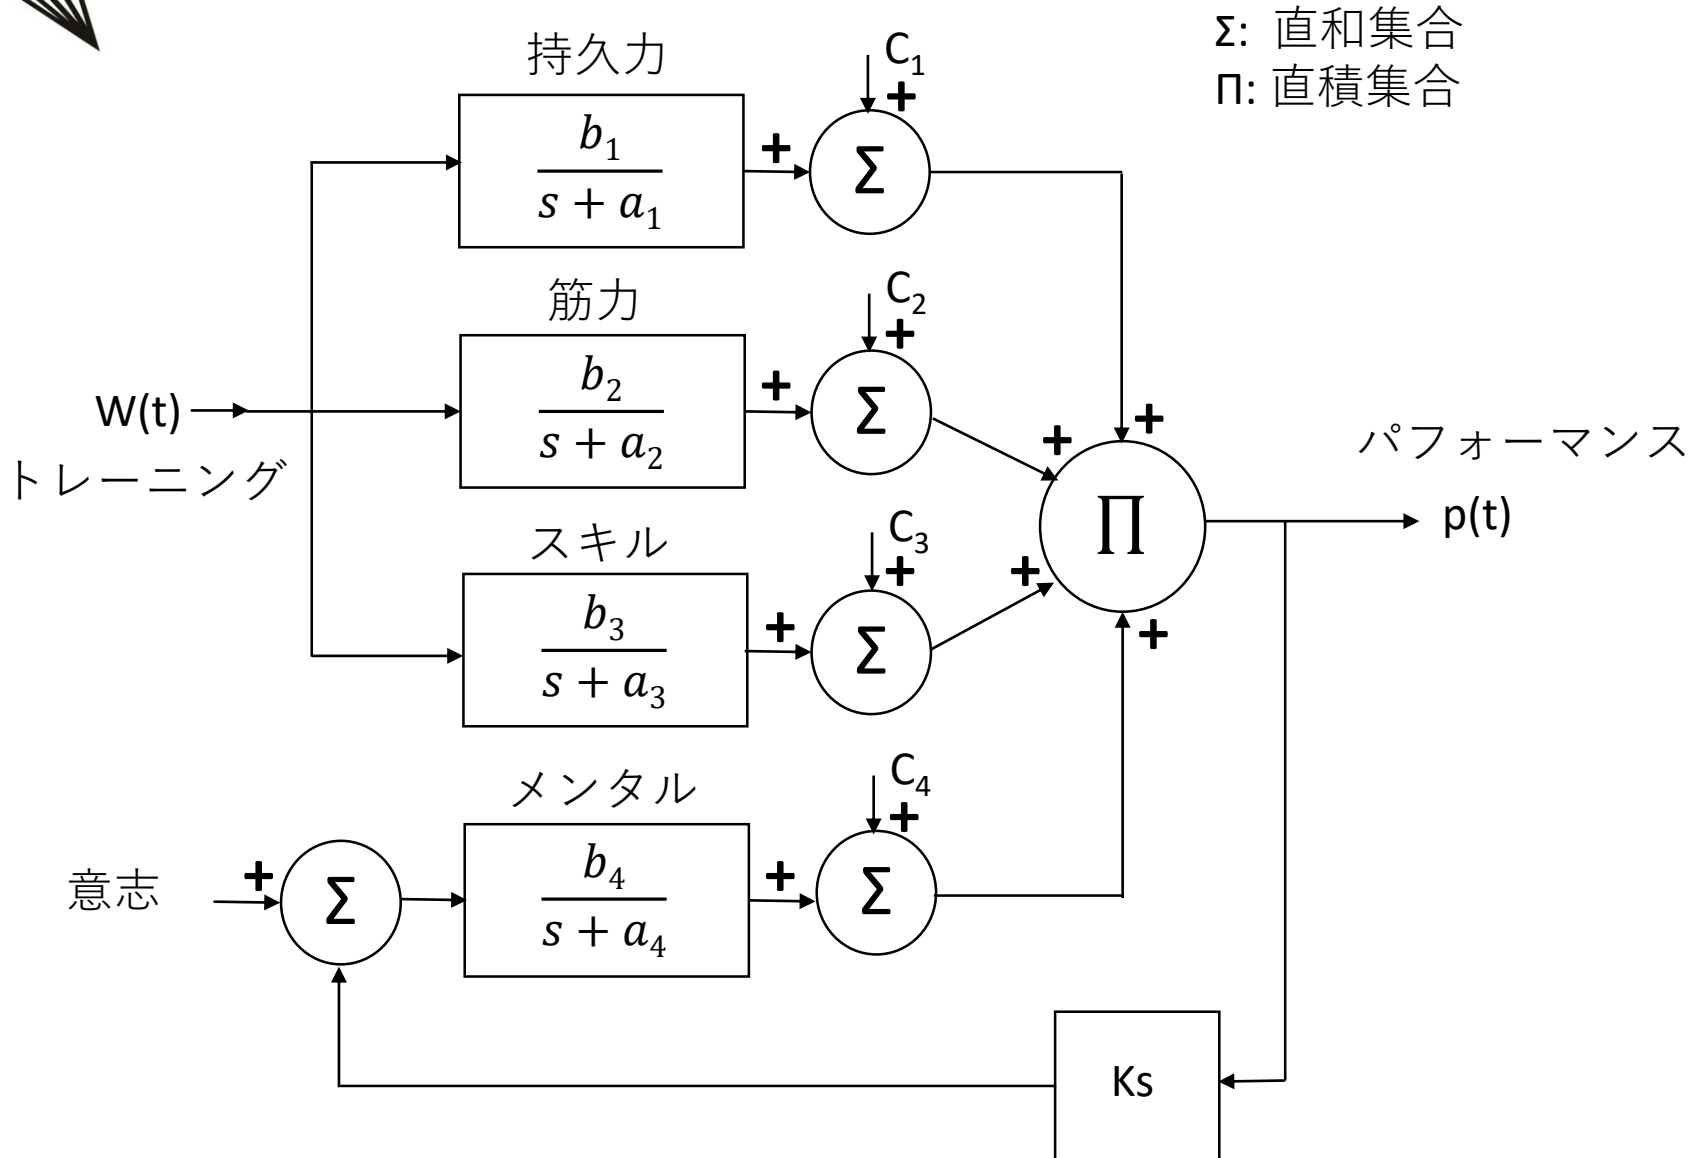 Σ: 直和集合
Π: 直積集合
持久力
b₁
s + a₁
+
Σ
C₁
+
筋力
b₂
s + a₂
+
Σ
C₂
+
W(t)
トレーニング
スキル
b₃
s + a₃
+
Σ
C₃
+
+
+
+
+
∏
パフォーマンス
p(t)
メンタル
意志
+
Σ
b₄
s + a₄
+
Σ
C₄
+
Ks